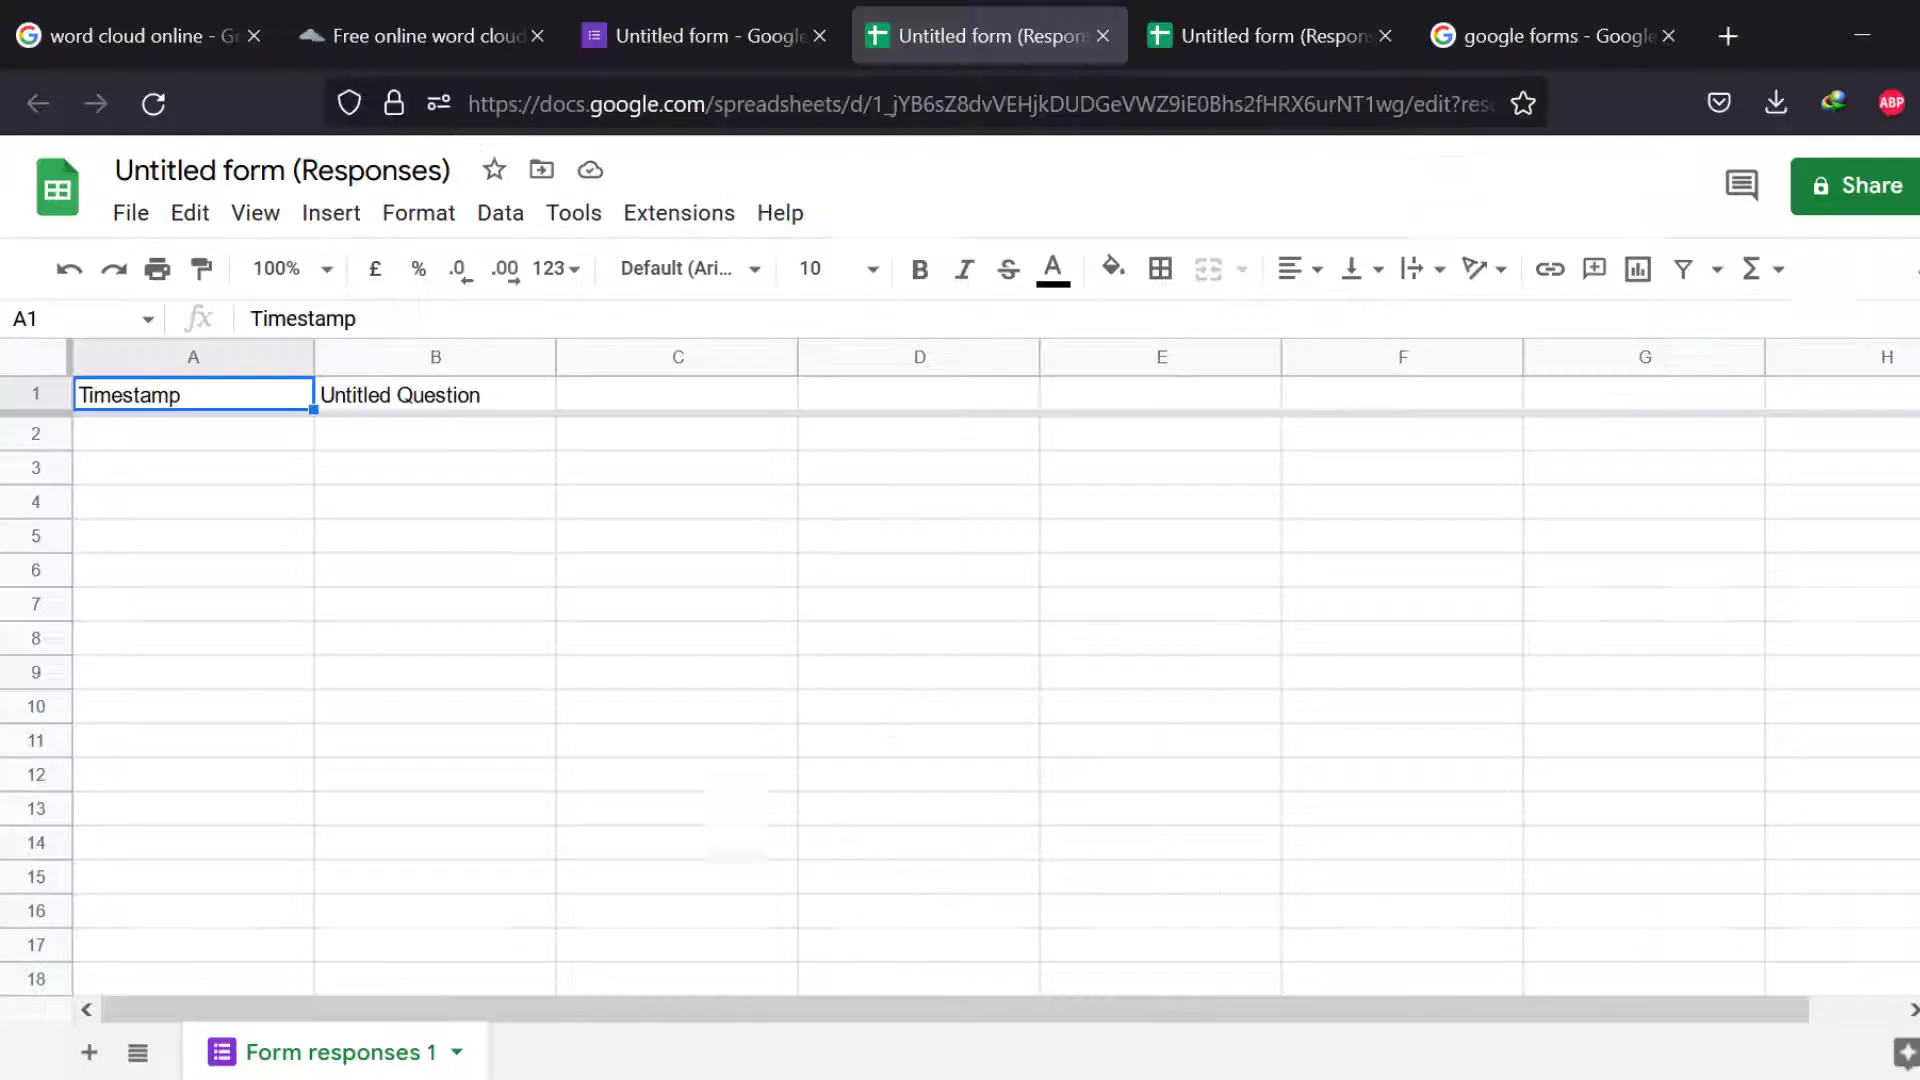 word cloud online - G
Free online word cloud
Untitled form - Google
Untitled form (Respon
Untitled form (Respon
google forms - Google
https://docs.google.com/spreadsheets/d/1_jYB6sZ8dvVEHjkDUDGeVWZ9iE0Bhs2fHRX6urNT1wg/edit?res
ABP
Untitled form (Responses)
Share
File Edit View Insert Format Data Tools Extensions Help
100% £ % .0 .00 123 Default (Ari... 10 B I S A
A1 fx Timestamp
A B C D E F G H
1 Timestamp Untitled Question
2
3
4
5
6
7
8
9
10
11
12
13
14
15
16
17
18
Form responses 1